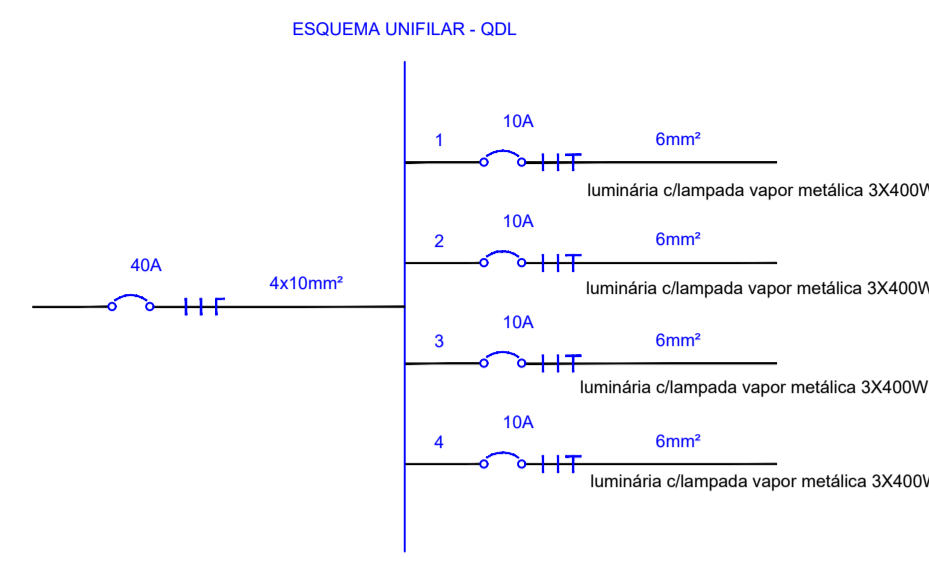 ESQUEMA UNIFILAR - QDL
10A
1
6mm²
luminária c/lampada vapor metálica 3X400W
10A
2
6mm²
luminária c/lampada vapor metálica 3X400W
40A
4x10mm²
10A
3
6mm²
luminária c/lampada vapor metálica 3X400W
10A
4
6mm²
luminária c/lampada vapor metálica 3X400W